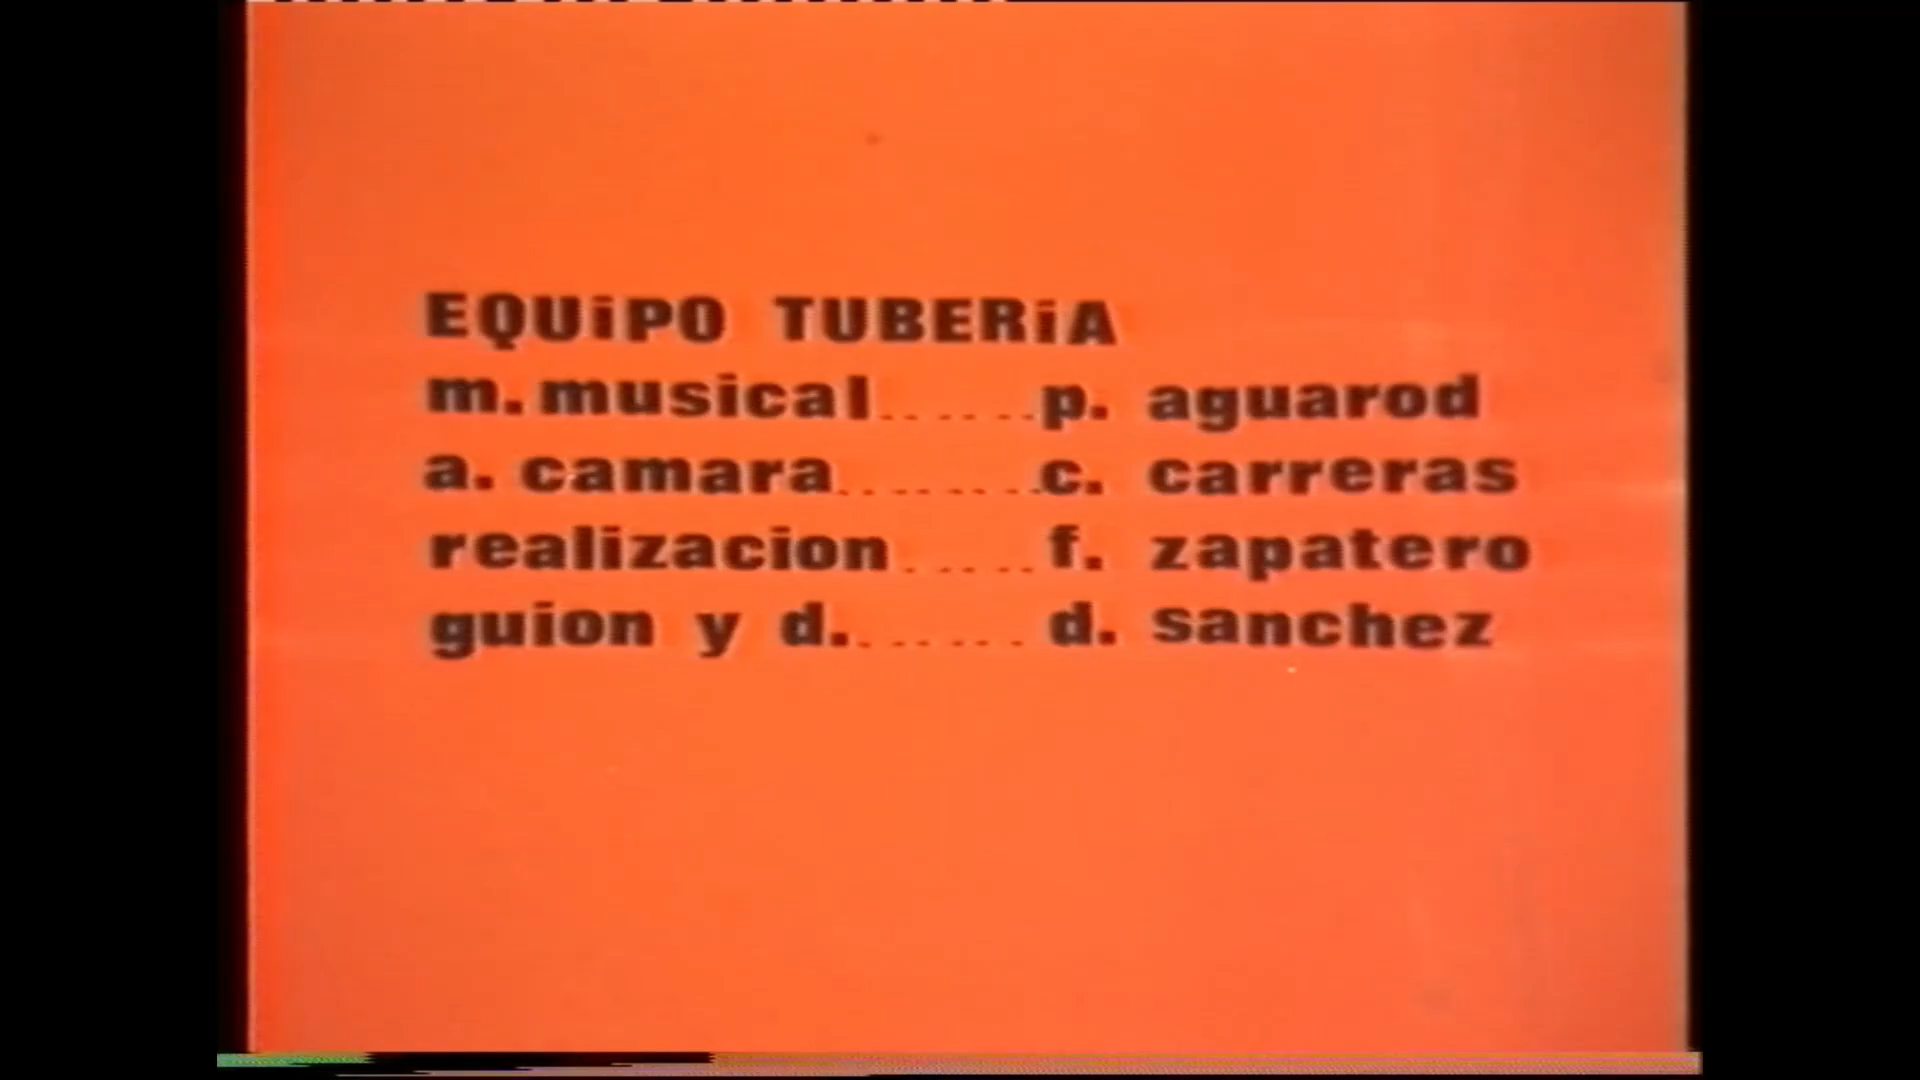 EQUiPO TUBERiA
m. musical...... p. aguarod
a. camara........ c. carreras
realizacion..... f. zapatero
guion y d....... d. sanchez